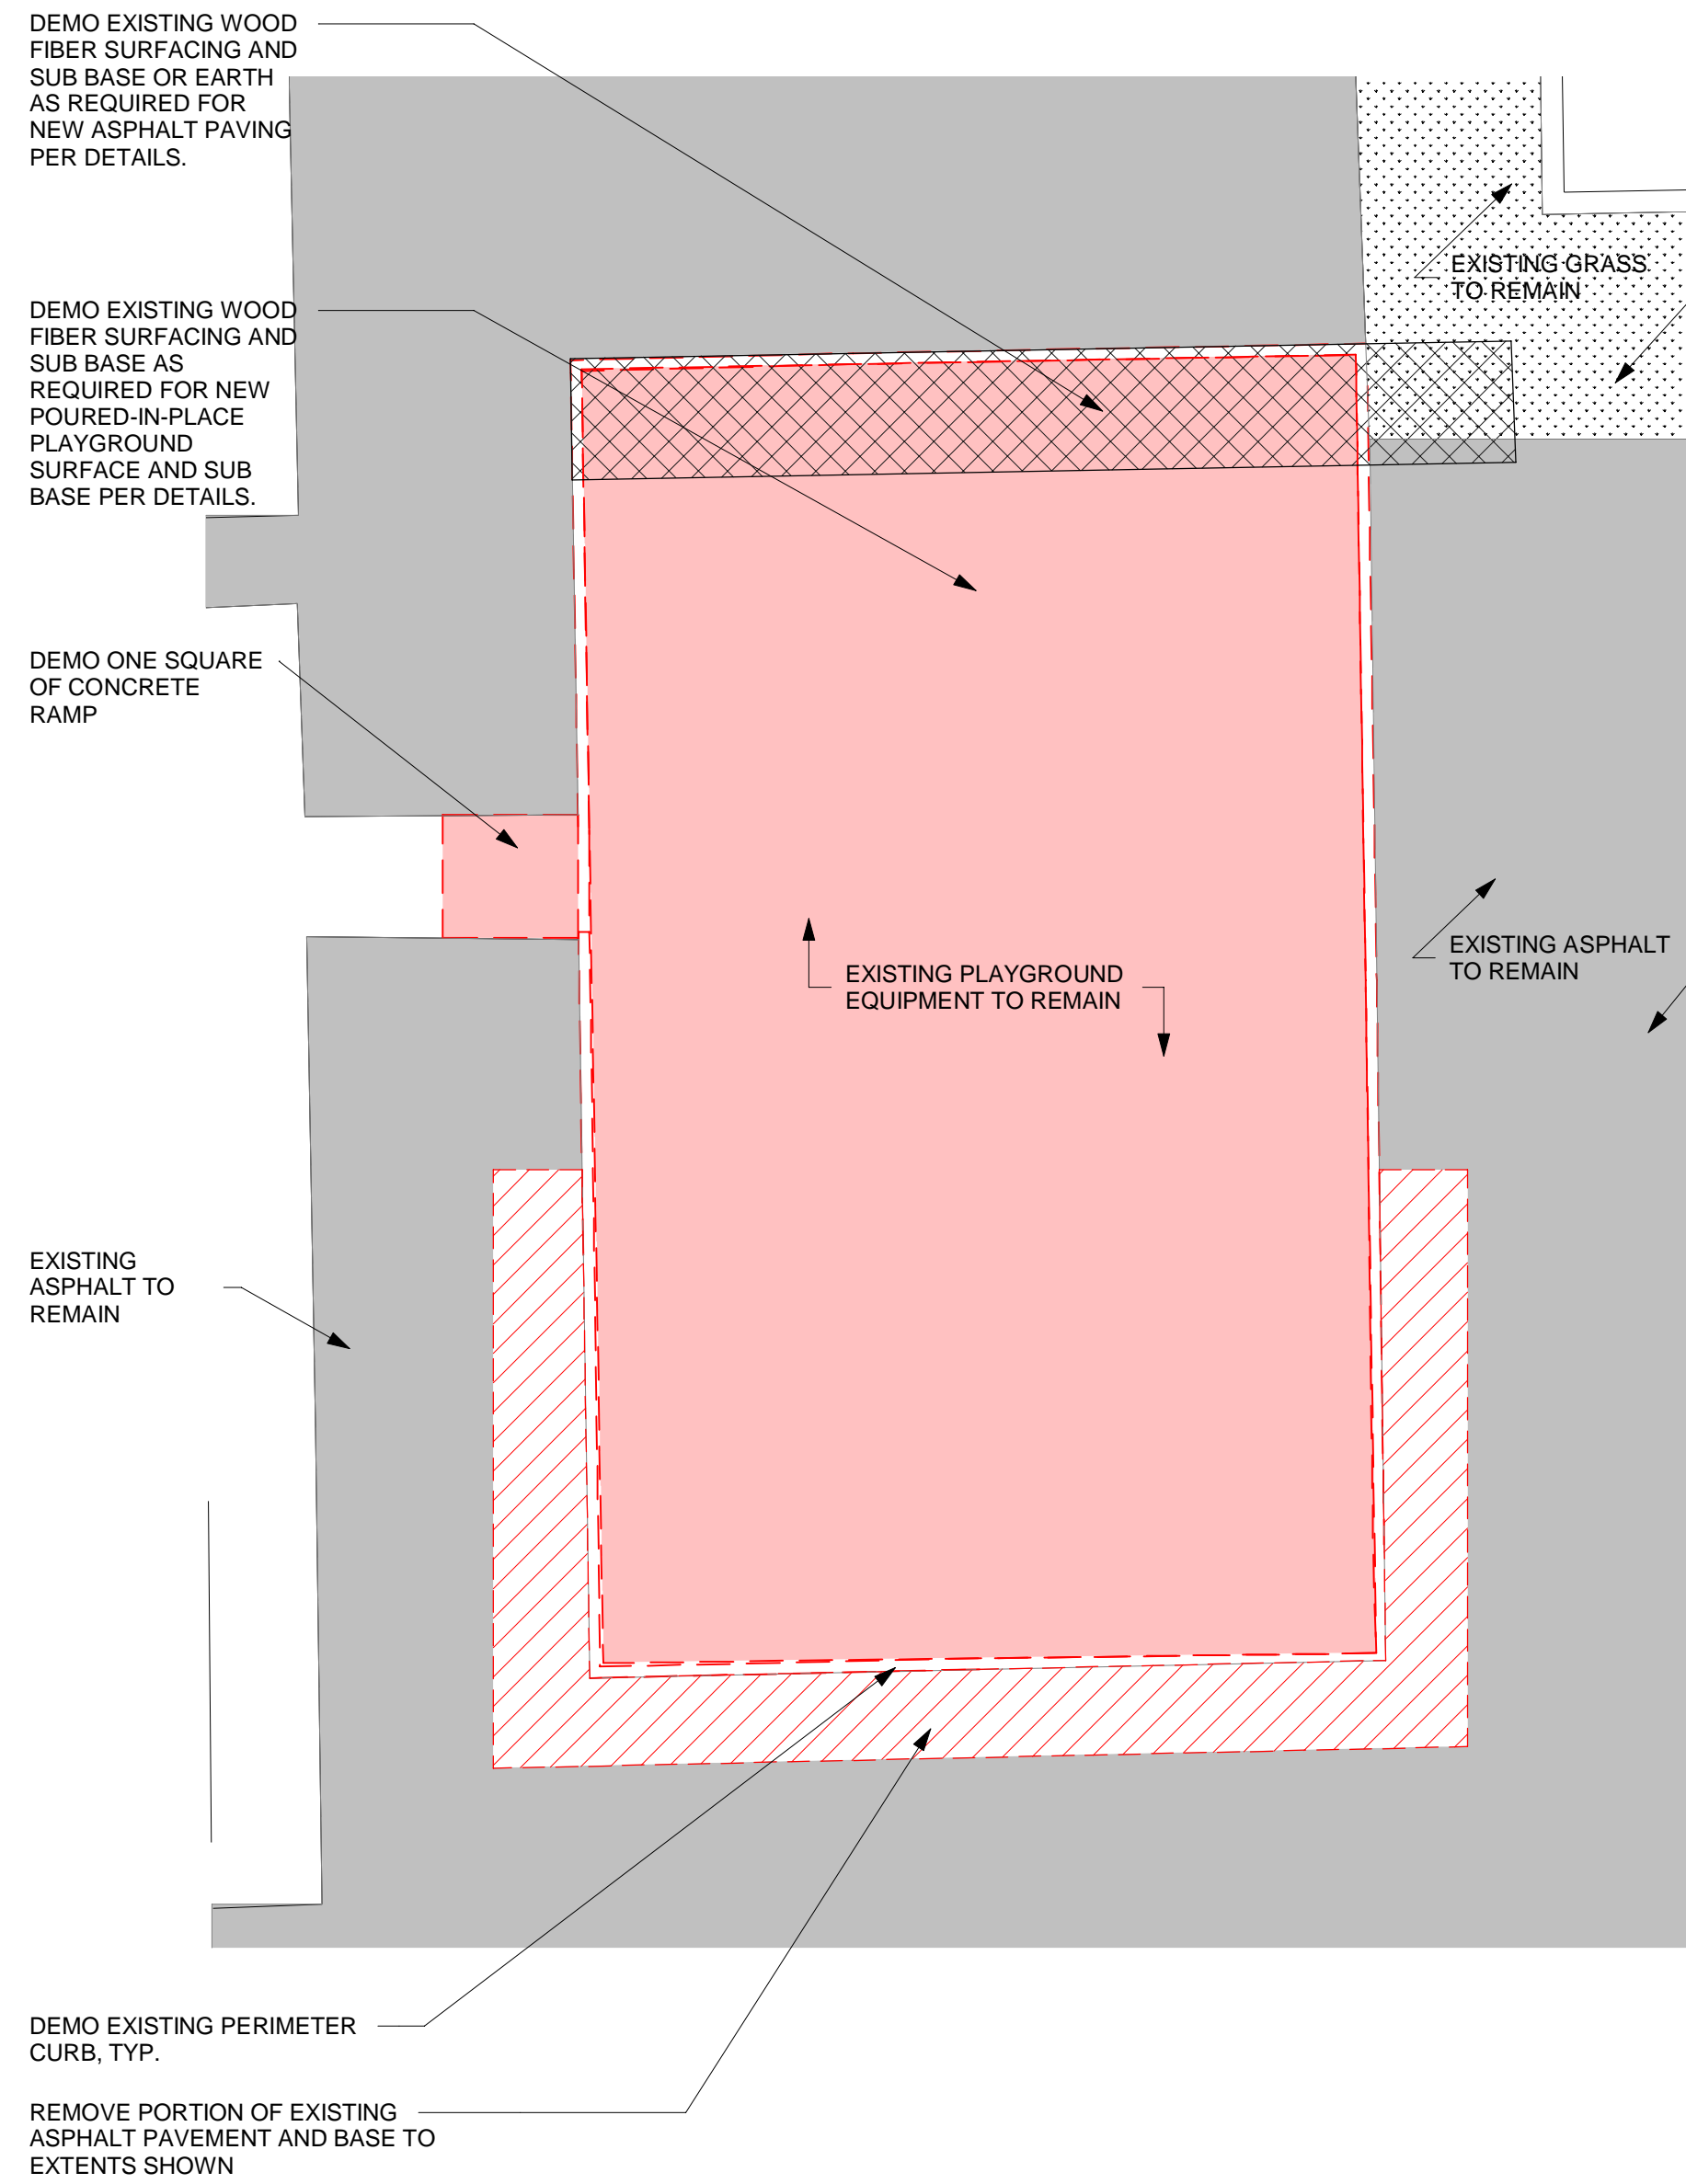 DEMO EXISTING WOOD
FIBER SURFACING AND
SUB BASE OR EARTH
AS REQUIRED FOR
NEW ASPHALT PAVING
PER DETAILS.
EXISTING GRASS
TO REMAIN
DEMO EXISTING WOOD
FIBER SURFACING AND
SUB BASE AS
REQUIRED FOR NEW
POURED-IN-PLACE
PLAYGROUND
SURFACE AND SUB
BASE PER DETAILS.
DEMO ONE SQUARE
OF CONCRETE
RAMP
EXISTING PLAYGROUND
EQUIPMENT TO REMAIN
EXISTING ASPHALT
TO REMAIN
EXISTING
ASPHALT TO
REMAIN
DEMO EXISTING PERIMETER
CURB, TYP.
REMOVE PORTION OF EXISTING
ASPHALT PAVEMENT AND BASE TO
EXTENTS SHOWN